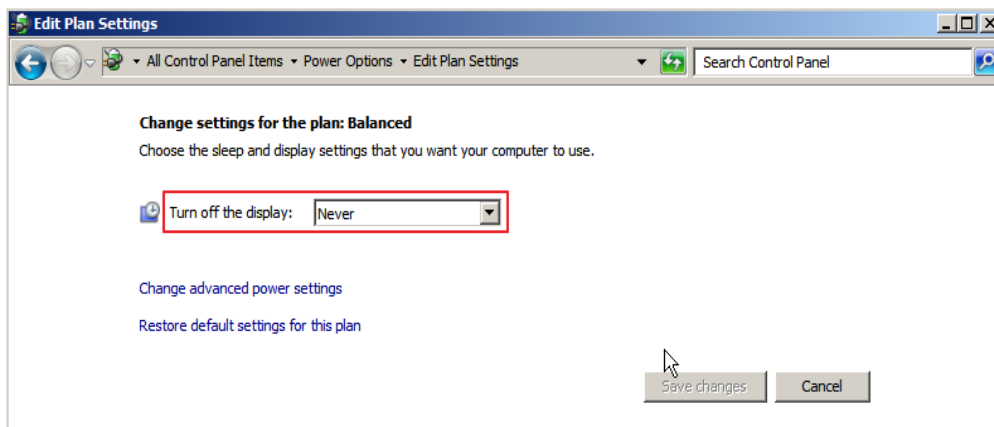 Edit Plan Settings
All Control Panel Items Power Options Edit Plan Settings Search Control Panel
Change settings for the plan: Balanced
Choose the sleep and display settings that you want your computer to use.
Turn off the display: Never
Change advanced power settings
Restore default settings for this plan
Save changes Cancel